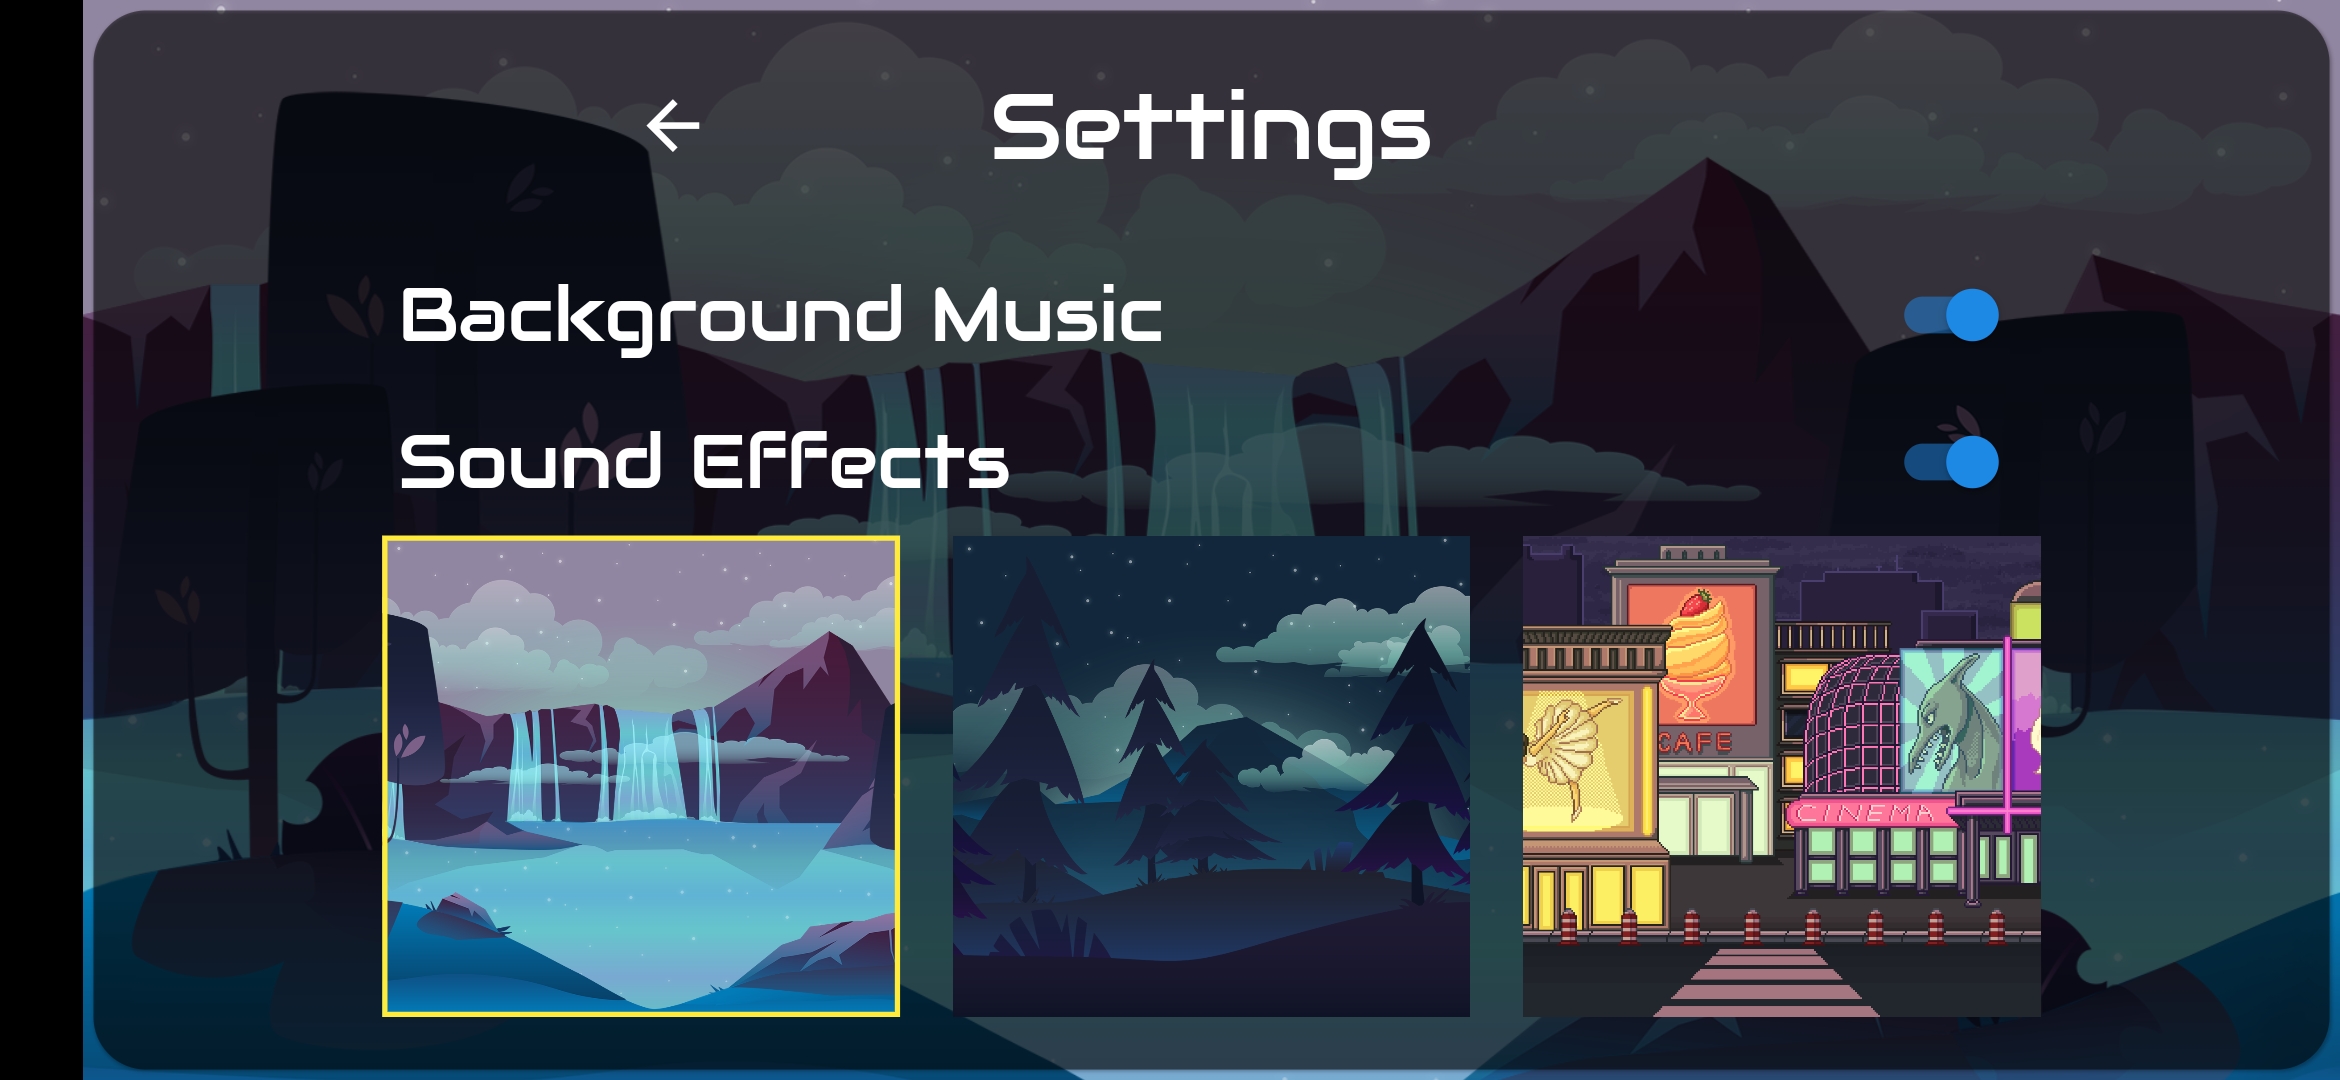 Settings
Background Music
Sound Effects
CAFE
CINEMA